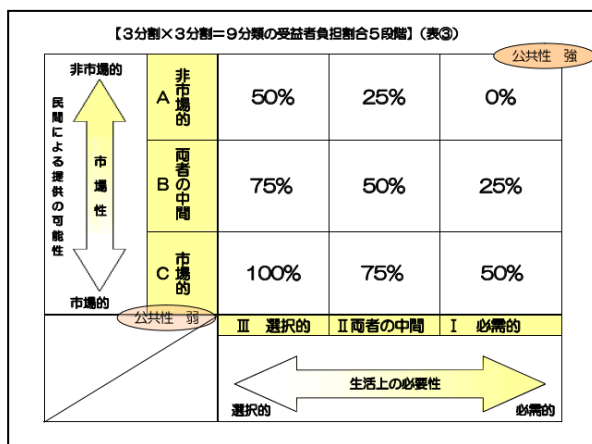 【3分割×3分割＝9分類の受益者負担割合5段階】(表③)
公共性 強
非市場的
民間による提供の可能性
市場性
市場的
A 非市場的
50%
25%
0%
B 両者の中間
75%
50%
25%
C 市場的
100%
75%
50%
公共性 弱
Ⅲ 選択的
Ⅱ両者の中間
Ⅰ 必需的
生活上の必要性
選択的
必需的